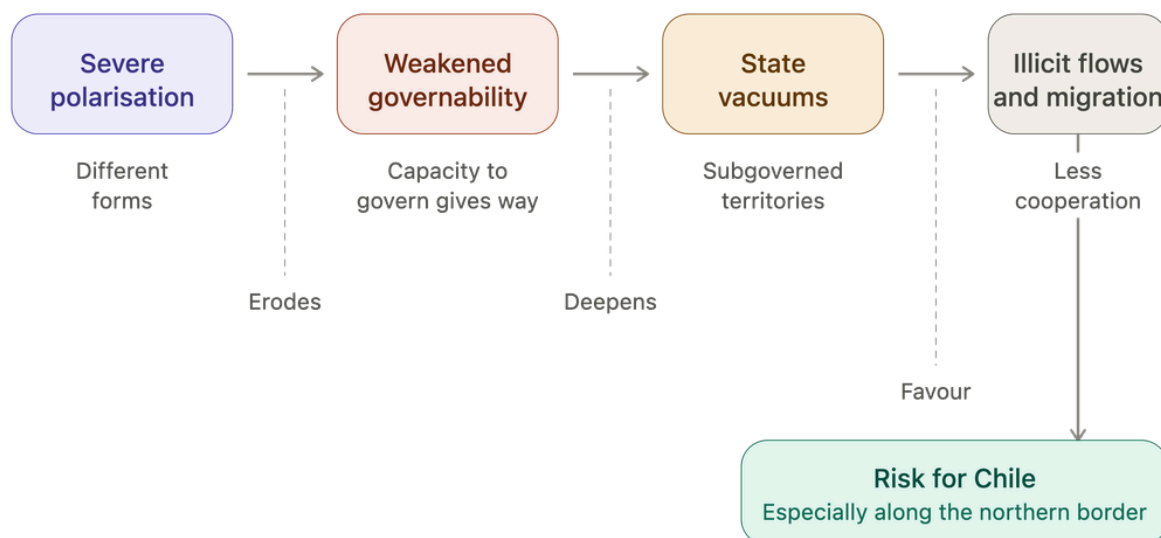 Severe
polarisation
Weakened
governability
State
vacuums
Illicit flows
and migration
Different
forms
Capacity to
govern gives way
Subgoverned
territories
Less
cooperation
Erodes
Deepens
Favour
Risk for Chile
Especially along the northern border